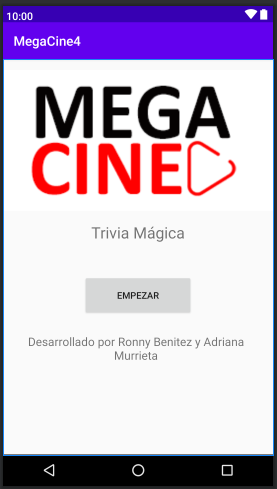 10:00
MegaCine4
MEGA
CINE
Trivia Mágica
EMPEZAR
Desarrollado por Ronny Benitez y Adriana
Murrieta